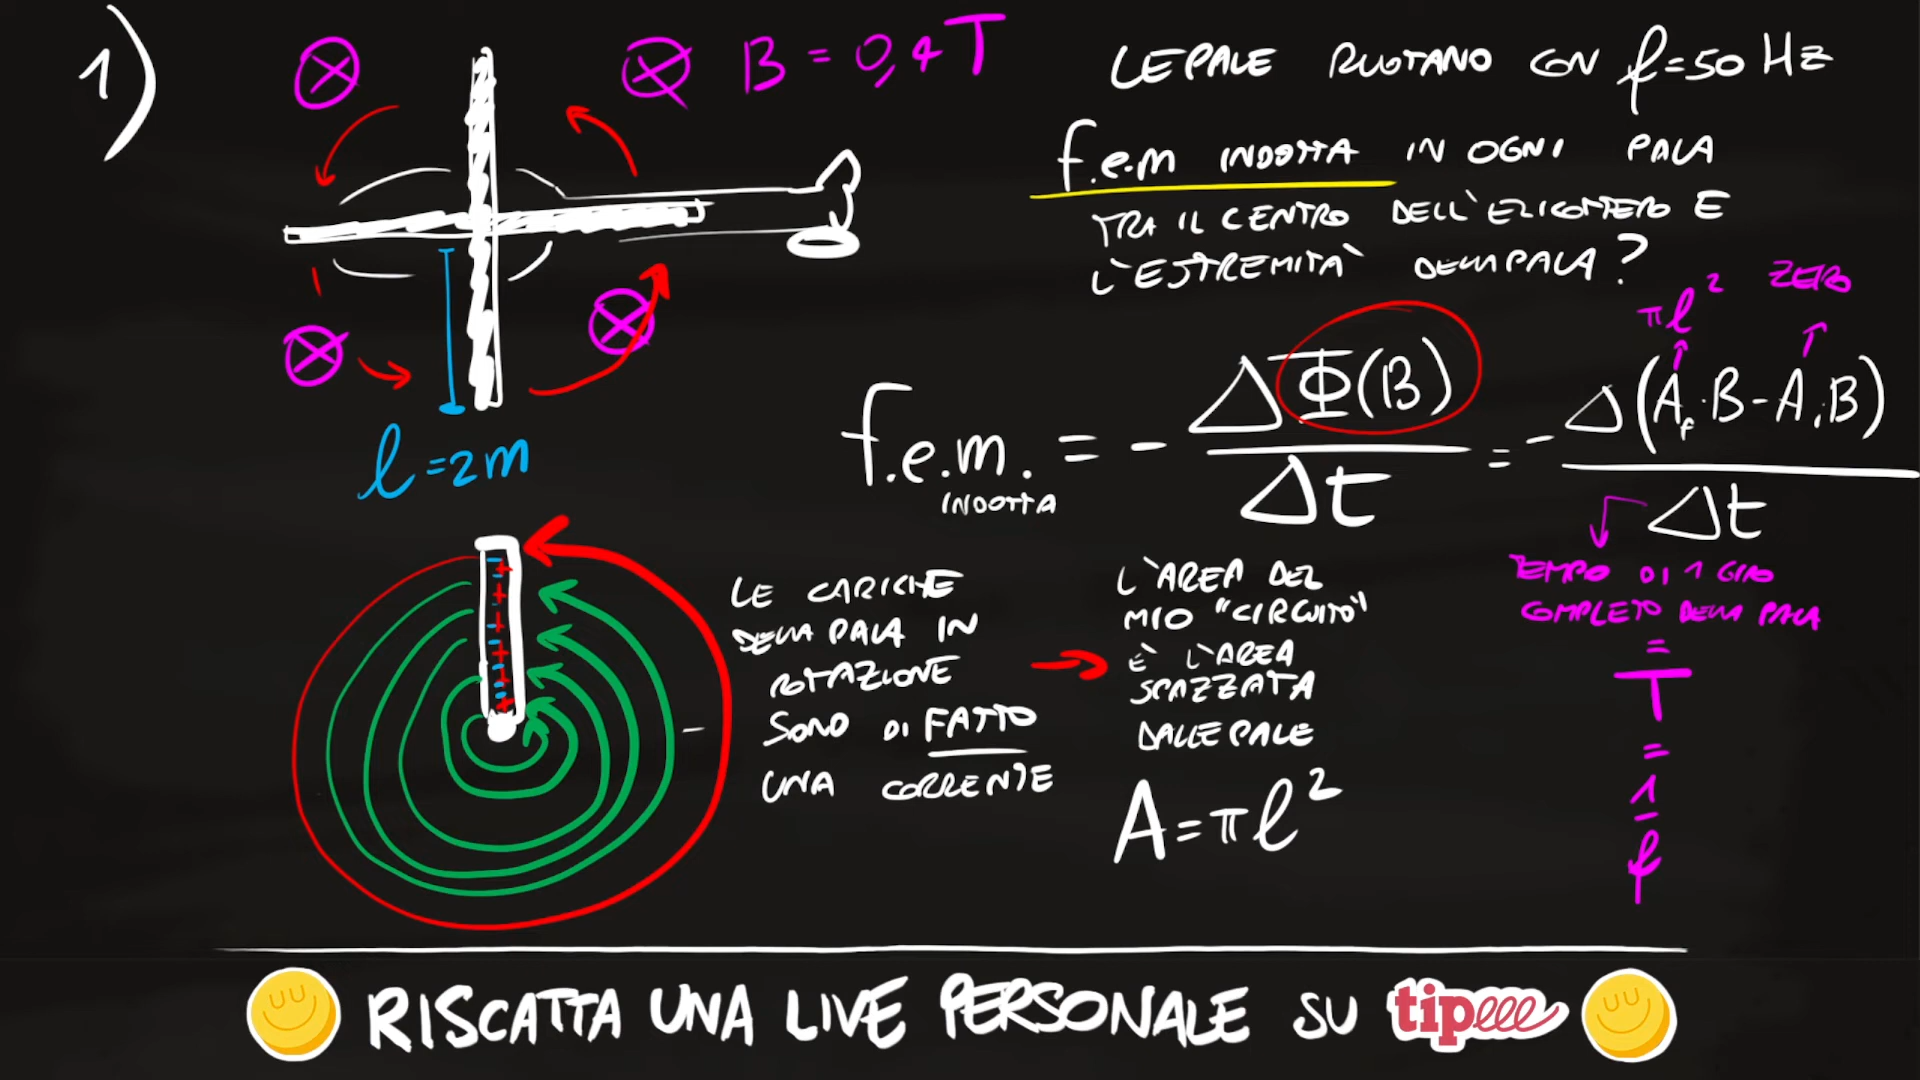 1)
B = 0,4 T
l = 2 m
LE PALE RUOTANO CON f = 50 Hz
f.e.m INDOTTA IN OGNI PALA
TRA IL CENTRO DELL'ELICOTTERO E
L'ESTREMITÀ DELLA PALA?
πl² ZERO
f.e.m. INDOTTA = - ΔΦ(B) / Δt = - Δ(A_f · B - A_i · B) / Δt
TEMPO DI 1 GIRO
COMPLETO DELLA PALA
=
T
=
1
f
LE CARICHE
DELLA PALA IN
ROTAZIONE
SONO DI FATTO
UNA CORRENTE
L'AREA DEL
MIO "CIRCUITO"
È L'AREA
SPAZZATA
DALLE PALE
A = πl²
RISCATTA UNA LIVE PERSONALE SU tipeee